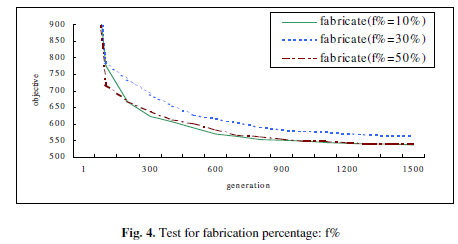 900
850
800
750
700
650
600
550
500
objective
fabricate(f%=10%)
fabricate(f%=30%)
fabricate(f%=50%)
1 300 600 900 1200 1500
generation
Fig. 4. Test for fabrication percentage: f%